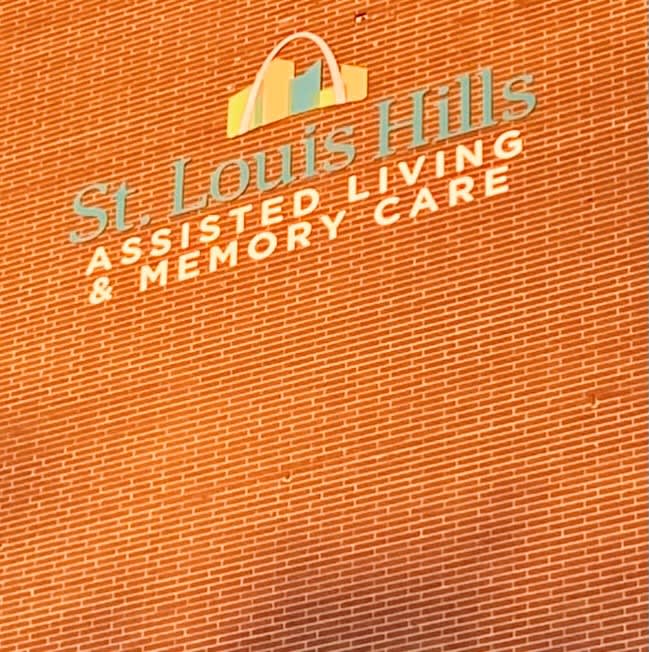 St. Louis Hills
ASSISTED LIVING
& MEMORY CARE